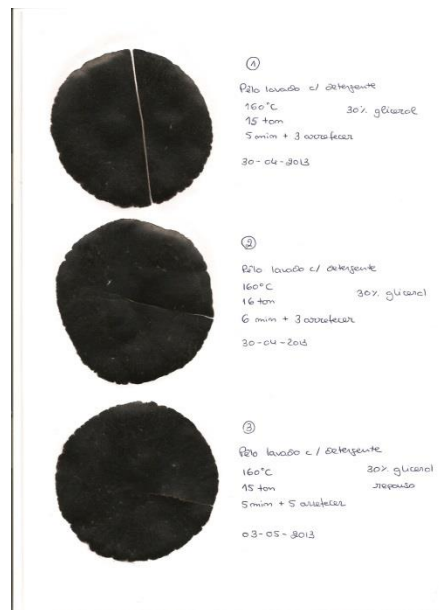 ①
Pêlo lavado c/ detergente
160°C 30% glicerol
15 ton
5 min + 3 arrefecer
30-04-2013
②
Pêlo lavado c/ detergente
160°C 30% glicerol
16 ton
6 min + 3 arrefecer
30-04-2013
③
Pêlo lavado c/ detergente
160°C 30% glicerol
15 ton repouso
5 min + 5 arrefecer
03-05-2013